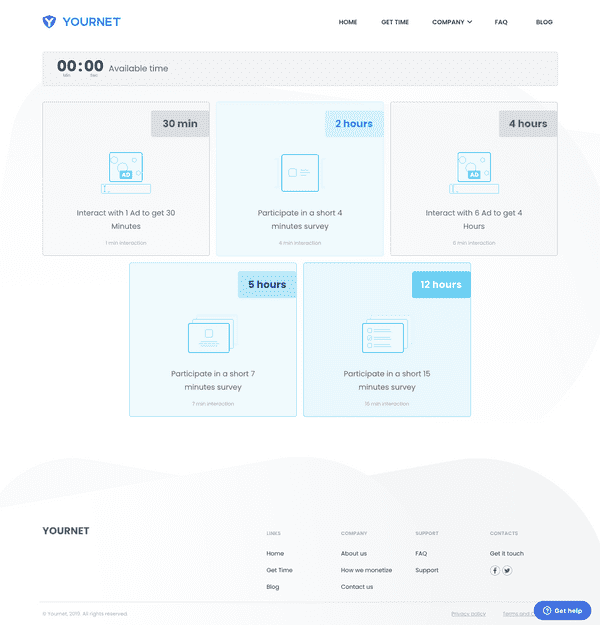 YOURNET
HOME GET TIME COMPANY FAQ BLOG
00:00 Available time
Min Sec
30 min
AD
Interact with 1 Ad to get 30
Minutes
1 min interaction
2 hours
Participate in a short 4
minutes survey
4 min interaction
4 hours
AD
Interact with 6 Ad to get 4
Hours
6 min interaction
5 hours
Participate in a short 7
minutes survey
7 min interaction
12 hours
Participate in a short 15
minutes survey
15 min interaction
YOURNET
LINKS
Home
Get Time
Blog
COMPANY
About us
How we monetize
Contact us
SUPPORT
FAQ
Support
CONTACTS
Get it touch
© Yournet, 2019. All rights reserved.
Privacy policy
Terms and
Get help